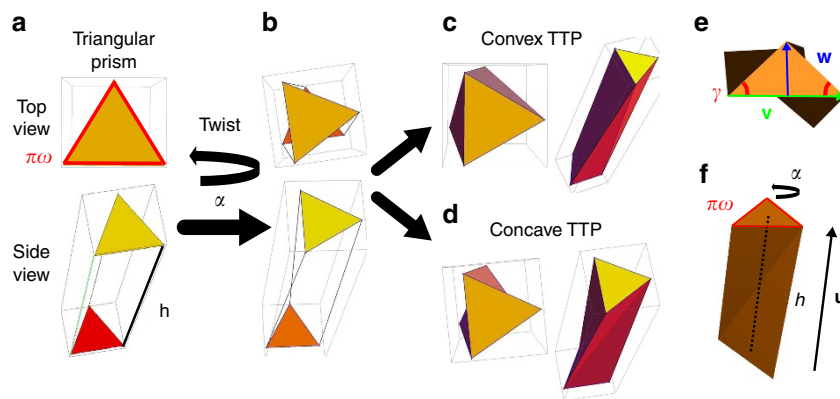 a
Triangular
prism
Top
view
πω
Side
view
h
b
Twist
α
c
Convex TTP
d
Concave TTP
e
w
γ
v
f
α
πω
h
u